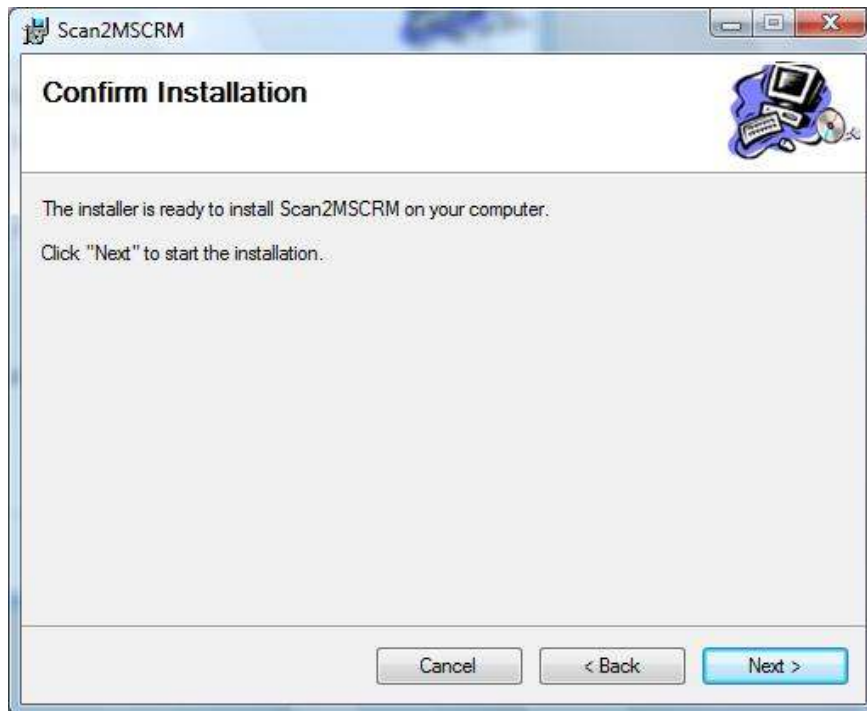 Scan2MSCRM
Confirm Installation
The installer is ready to install Scan2MSCRM on your computer.
Click "Next" to start the installation.
Cancel
< Back
Next >